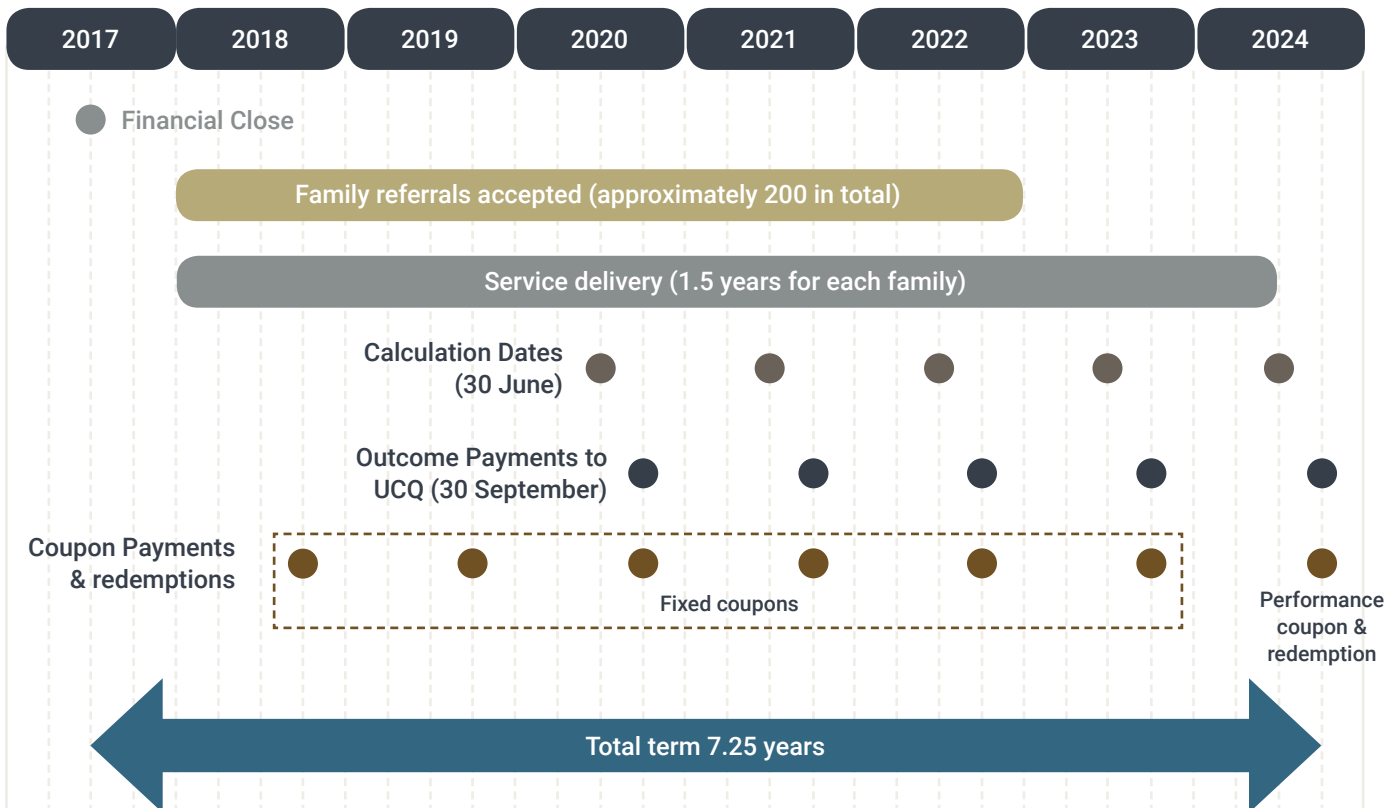 2017 2018 2019 2020 2021 2022 2023 2024
Financial Close
Family referrals accepted (approximately 200 in total)
Service delivery (1.5 years for each family)
Calculation Dates
(30 June)
Outcome Payments to
UCQ (30 September)
Coupon Payments
& redemptions
Fixed coupons
Performance
coupon &
redemption
Total term 7.25 years